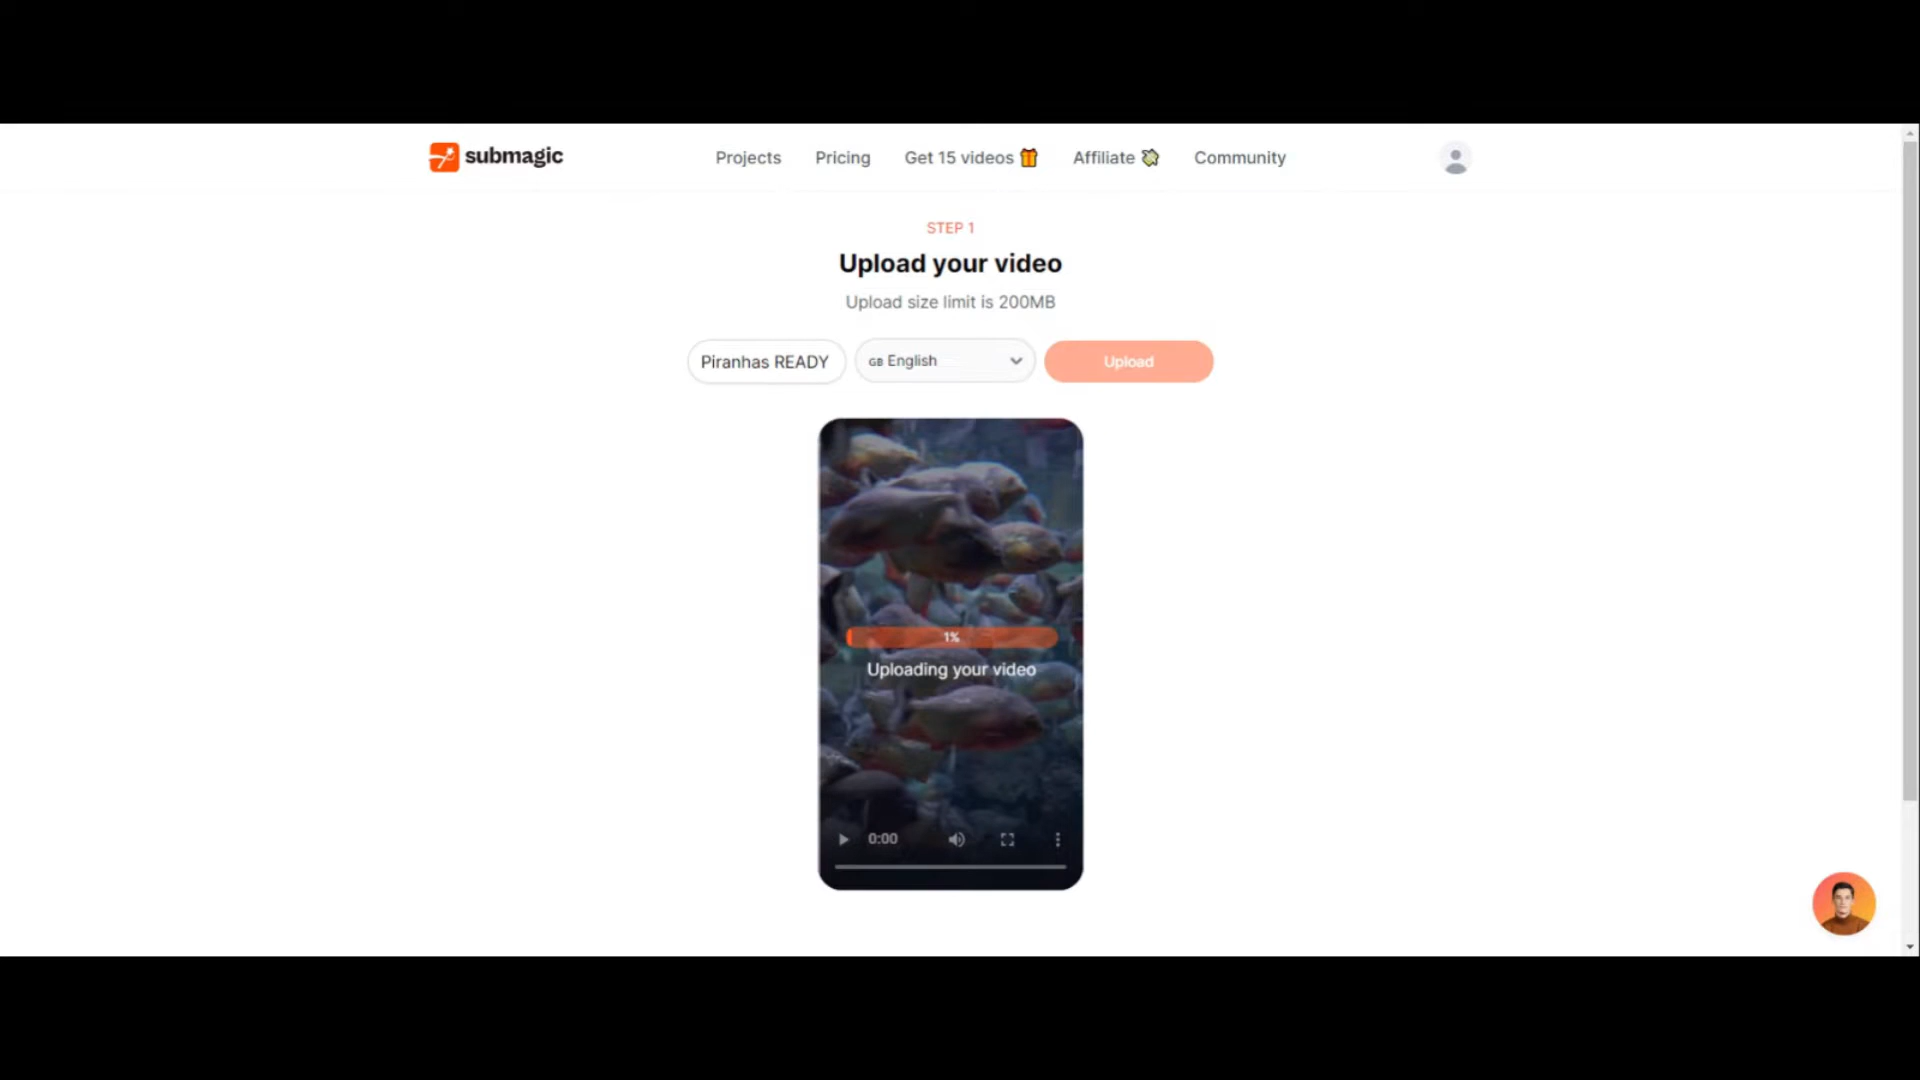 submagic
Projects
Pricing
Get 15 videos
Affiliate
Community
STEP 1
Upload your video
Upload size limit is 200MB
Piranhas READY
GB English
Upload
1%
Uploading your video
0:00